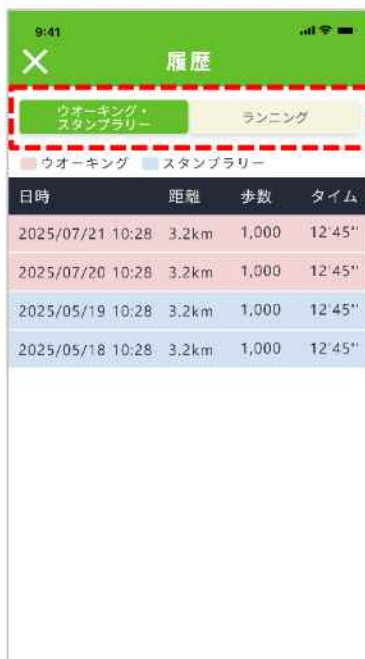 9:41
履歴
ウオーキング・
スタンプラリー
ランニング
ウオーキング スタンプラリー
日時 距離 歩数 タイム
2025/07/21 10:28 3.2km 1,000 12'45"
2025/07/20 10:28 3.2km 1,000 12'45"
2025/05/19 10:28 3.2km 1,000 12'45"
2025/05/18 10:28 3.2km 1,000 12'45"